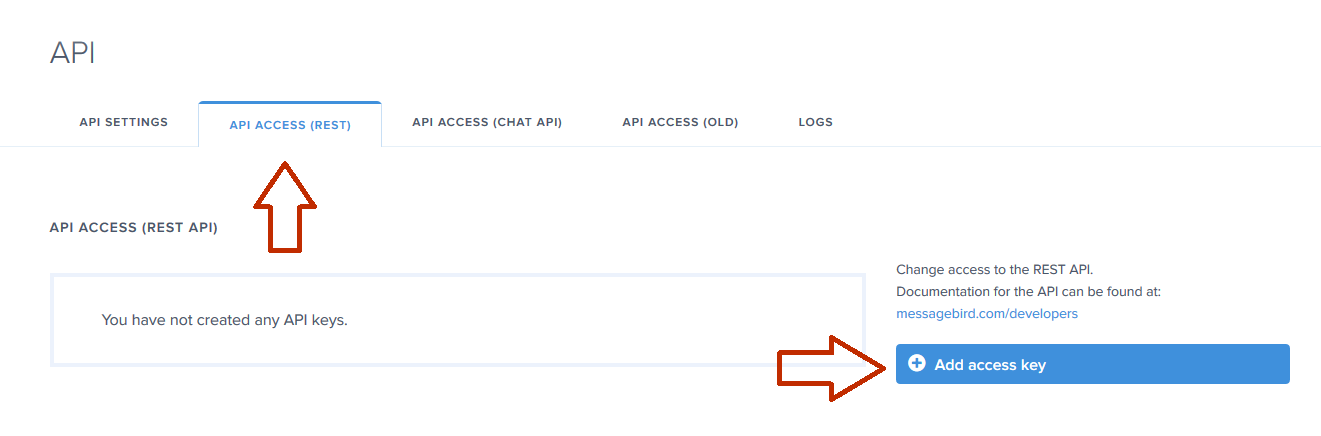 API
API SETTINGS
API ACCESS (REST)
API ACCESS (CHAT API)
API ACCESS (OLD)
LOGS
API ACCESS (REST API)
You have not created any API keys.
Change access to the REST API.
Documentation for the API can be found at:
messagebird.com/developers
Add access key